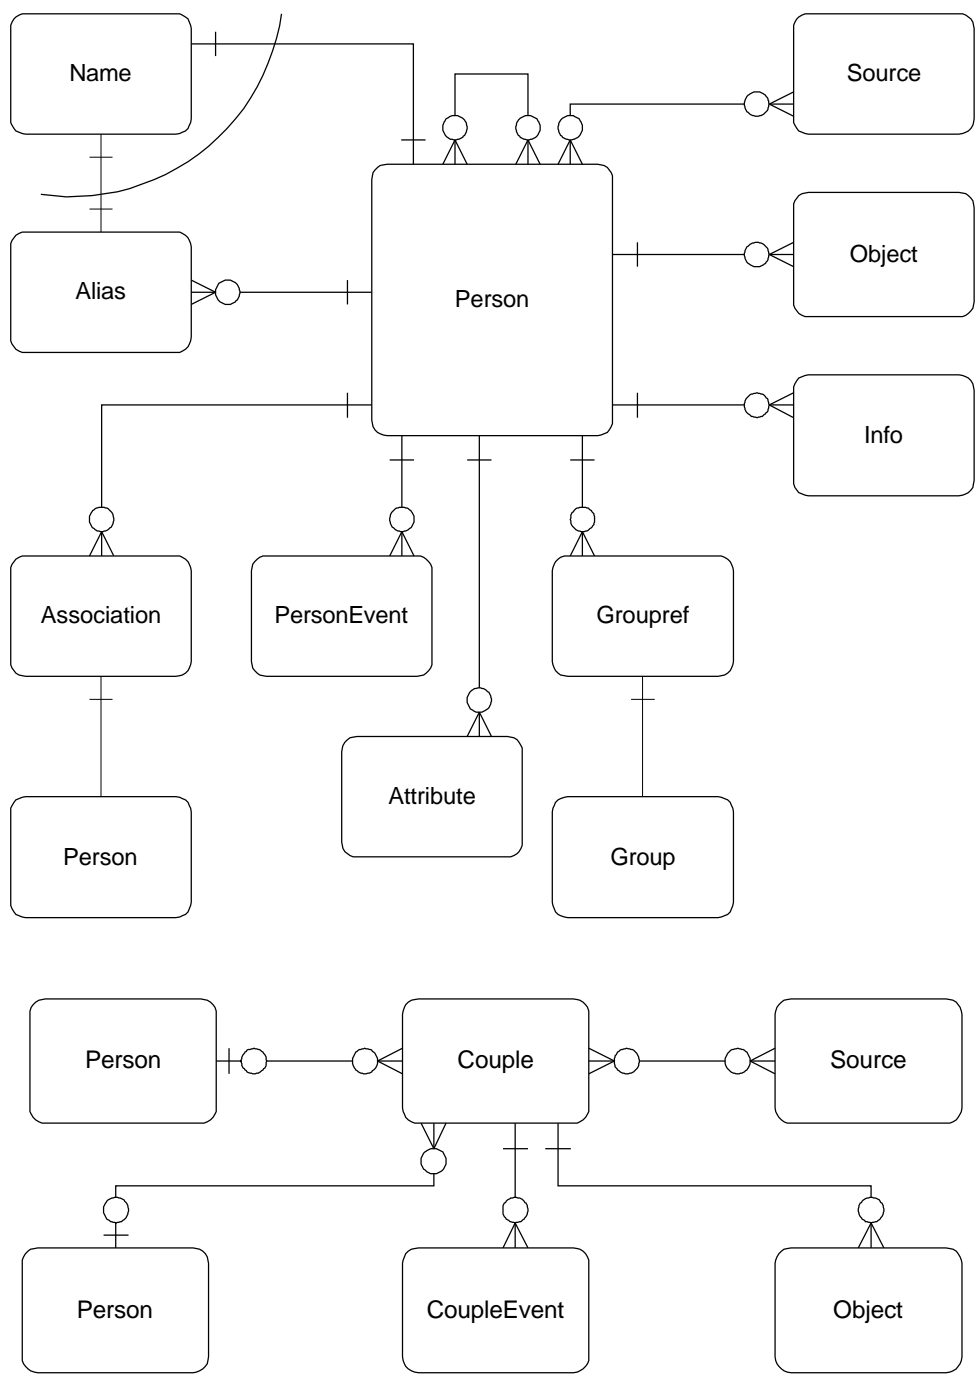 Name
Source
Alias
Person
Object
Info
Association
PersonEvent
Groupref
Attribute
Person
Group
Person
Couple
Source
Person
CoupleEvent
Object